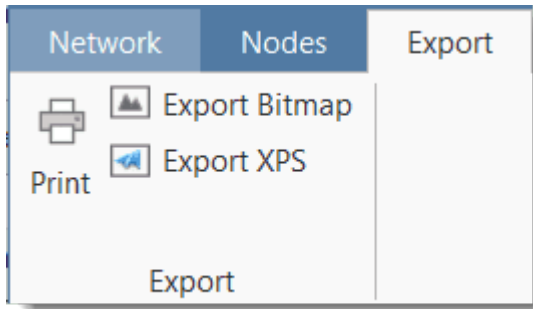 Network Nodes Export
Export Bitmap
Export XPS
Print
Export